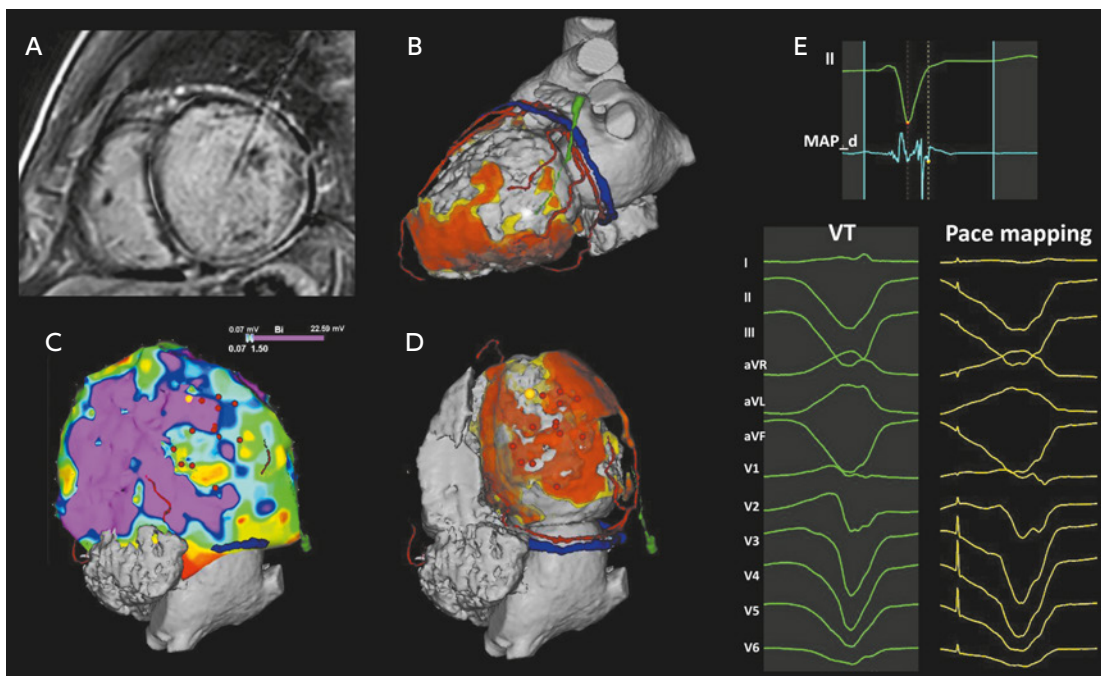 A
B
E
II
MAP_d
C
0.07 mV Bi 22.59 mV
0.07 1.50
D
VT
Pace mapping
I
II
III
aVR
aVL
aVF
V1
V2
V3
V4
V5
V6